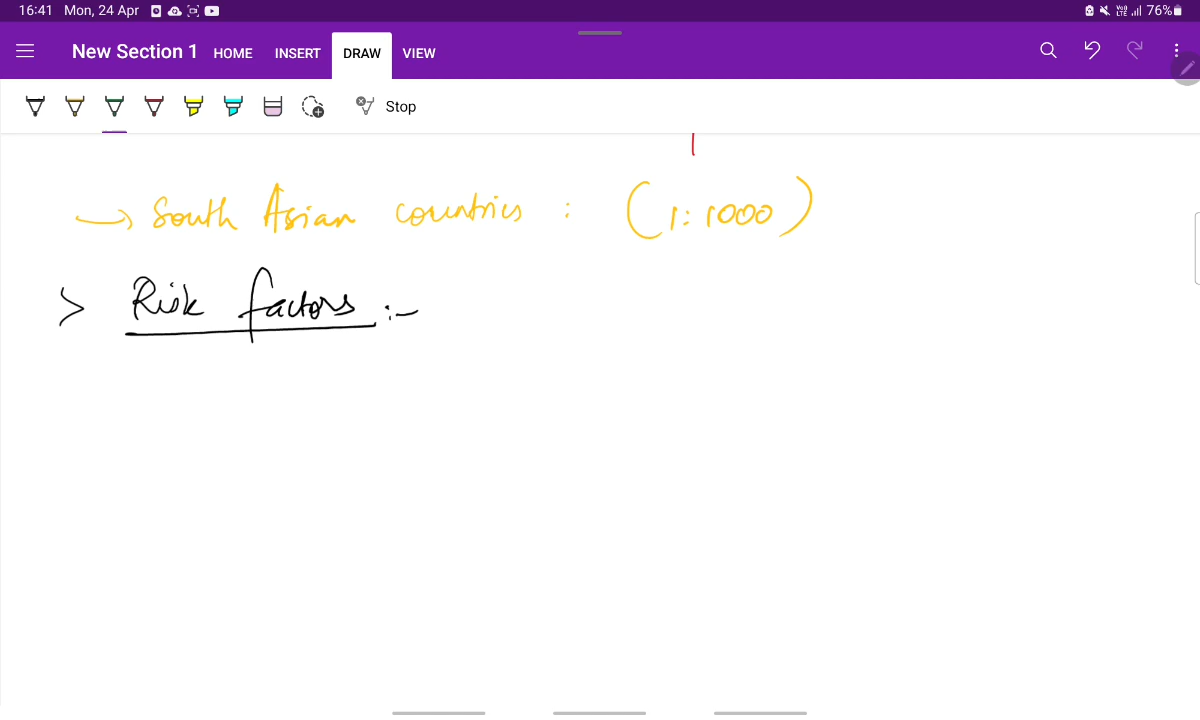 16:41 Mon, 24 Apr 76%
New Section 1 HOME INSERT DRAW VIEW
Stop
→ South Asian countries : (1:1000)
> Risk factors :-